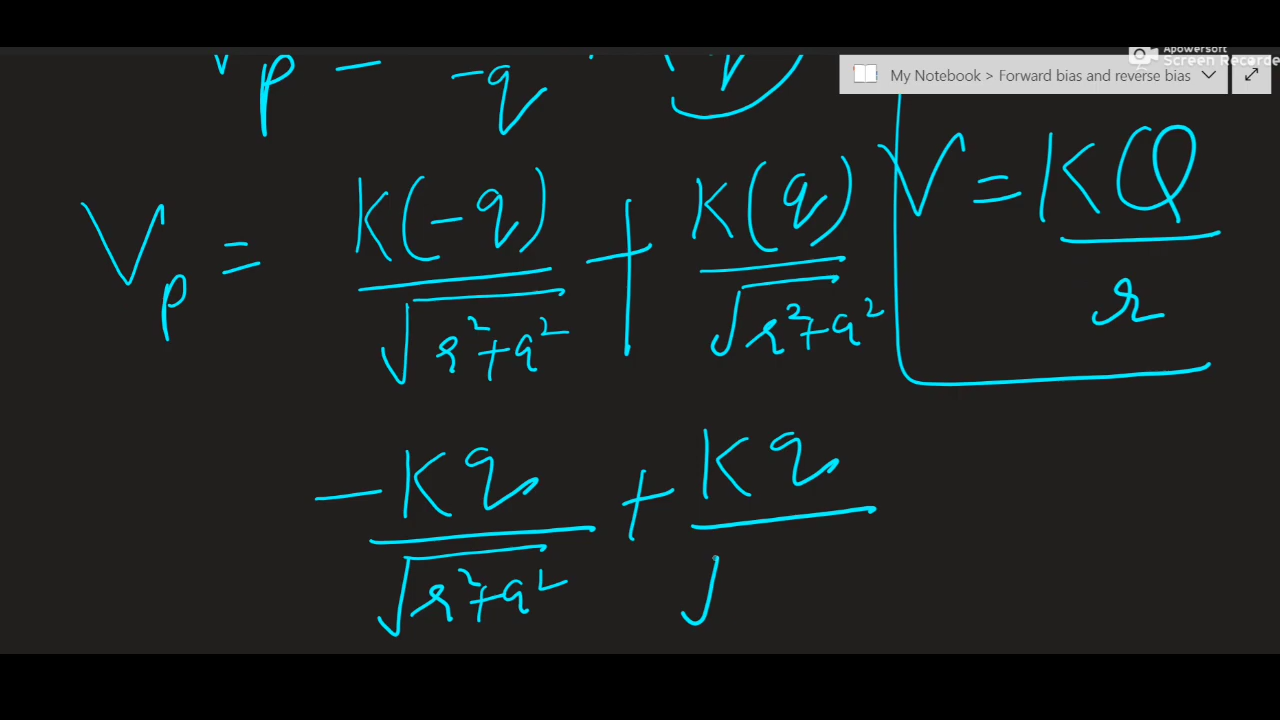 Apowersoft
Screen Recorder
My Notebook > Forward bias and reverse bias
V = KQ / r
Vp = K(-q) / √(r²+a²) + K(q) / √(r²+a²)
-Kq / √(r²+a²) + Kq / √